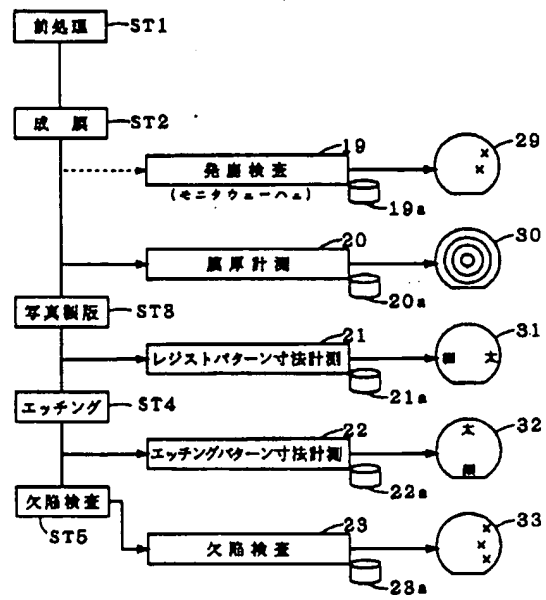 前処理
ST1
成膜
ST2
19
発塵検査
(モニタウェーハ)
19a
29
20
膜厚計測
20a
30
写真製版
ST3
21
レジストパターン寸法計測
21a
細 太
31
エッチング
ST4
22
エッチングパターン寸法計測
22a
太
細
32
欠陥検査
ST5
23
欠陥検査
23a
33